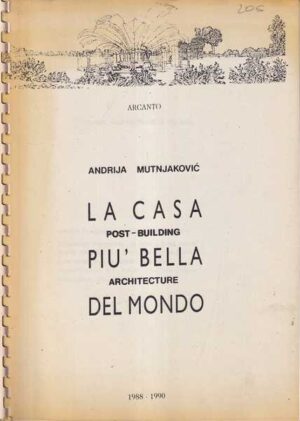 206
ARCANTO
ANDRIJA MUTNJAKOVIĆ
LA CASA
POST-BUILDING
PIU' BELLA
ARCHITECTURE
DEL MONDO
1988 - 1990